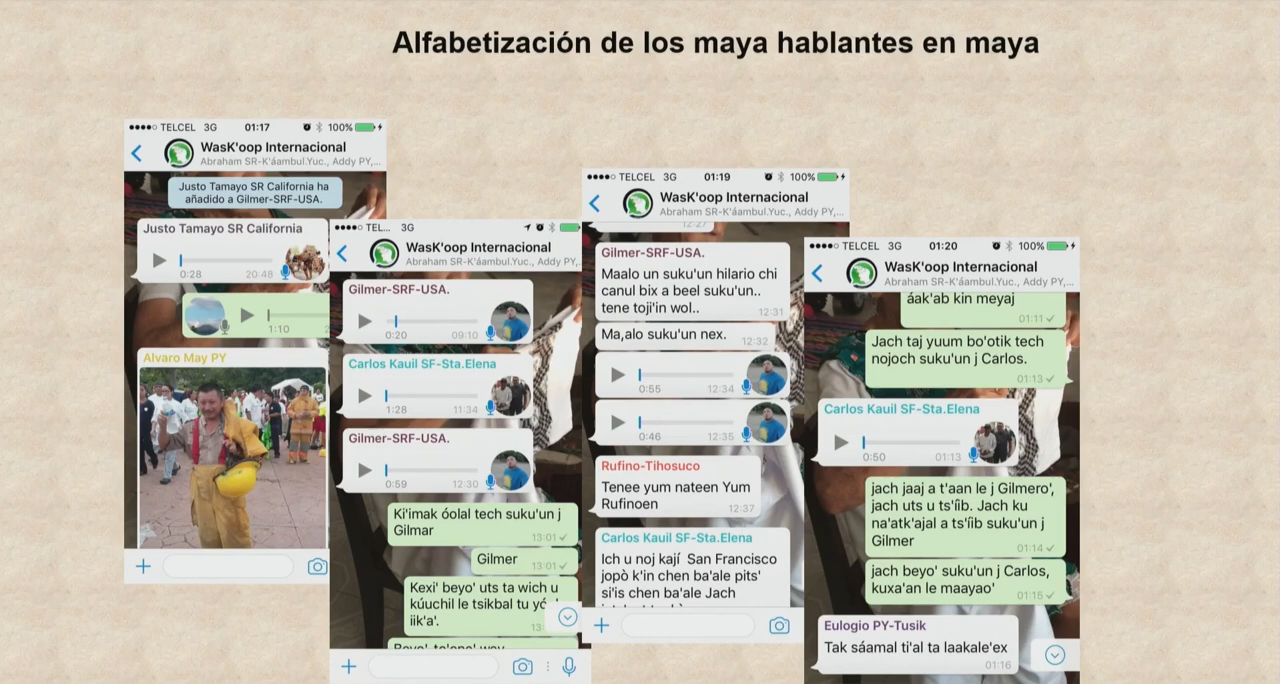 Alfabetización de los maya hablantes en maya
TELCEL 3G 01:17 100%
WasK'oop Internacional
Abraham SR-K'áambul.Yuc., Addy PY,...
Justo Tamayo SR California ha
añadido a Gilmer-SRF-USA.
Justo Tamayo SR California
0:28 20:48
1:10
Alvaro May PY
TEL... 3G
WasK'oop Internacional
Abraham SR-K'áambul.Yuc., Addy PY,
Gilmer-SRF-USA.
0:20 09:10
Carlos Kauil SF-Sta.Elena
1:28 11:34
Gilmer-SRF-USA.
0:59 12:30
Ki'imak óolal tech suku'un j
Gilmar
13:01
Gilmer
13:01
Kexi' beyo' uts ta wich u
kúuchil le tsikbal tu
iik'a'.
13:
TELCEL 3G 01:19 100%
WasK'oop Internacional
Abraham SR-K'áambul.Yuc., Addy PY,...
12:27
Gilmer-SRF-USA.
Maalo un suku'un hilario chi
canul bix a beel suku'un..
tene toji'in wol..
12:31
Ma,alo suku'un nex.
12:32
0:55 12:34
0:46 12:35
Rufino-Tihosuco
Tenee yum nateen Yum
Rufinoen
12:37
Carlos Kauil SF-Sta.Elena
Ich u noj kají San Francisco
jopò k'in chen ba'ale pits'
si'is chen ba'ale Jach
TELCEL 3G 01:20 100%
WasK'oop Internacional
Abraham SR-K'áambul.Yuc., Addy PY,...
áak'ab kin meyaj
01:11
Jach taj yuum bo'otik tech
nojoch suku'un j Carlos.
01:13
Carlos Kauil SF-Sta.Elena
0:50 01:13
jach jaaj a t'aan le j Gilmero',
jach uts u ts'íib. Jach ku
na'atk'ajal a ts'íib suku'un j
Gilmer
01:14
jach beyo' suku'un j Carlos,
kuxa'an le maayao'
01:15
Eulogio PY-Tusik
Tak sáamal ti'al ta laakale'ex
01:16